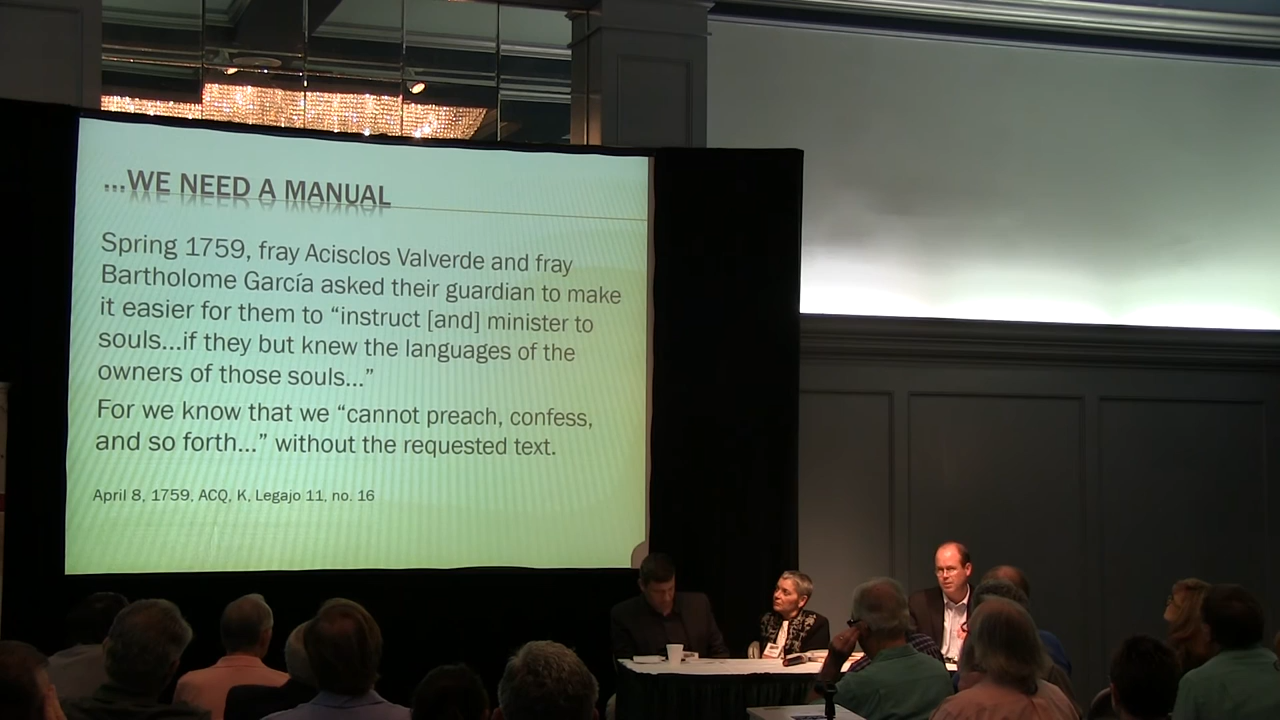 ...WE NEED A MANUAL
Spring 1759, fray Acisclos Valverde and fray
Bartholome García asked their guardian to make
it easier for them to “instruct [and] minister to
souls...if they but knew the languages of the
owners of those souls...”
For we know that we “cannot preach, confess,
and so forth...” without the requested text.
April 8, 1759, ACQ, K, Legajo 11, no. 16